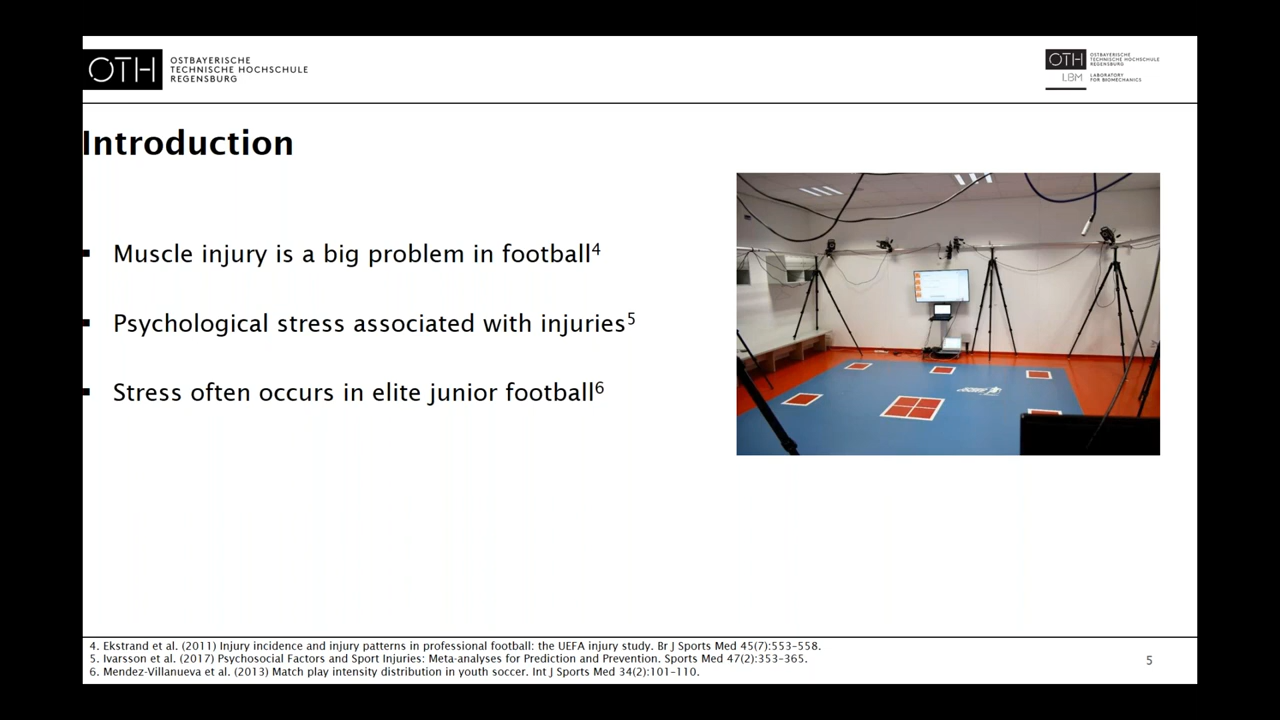 OTH OSTBAYERISCHE
TECHNISCHE HOCHSCHULE
REGENSBURG
OTH OSTBAYERISCHE
TECHNISCHE HOCHSCHULE
REGENSBURG
LBM LABORATORY
FOR BIOMECHANICS
Introduction
Muscle injury is a big problem in football⁴
Psychological stress associated with injuries⁵
Stress often occurs in elite junior football⁶
4. Ekstrand et al. (2011) Injury incidence and injury patterns in professional football: the UEFA injury study. Br J Sports Med 45(7):553–558.
5. Ivarsson et al. (2017) Psychosocial Factors and Sport Injuries: Meta-analyses for Prediction and Prevention. Sports Med 47(2):353–365.
6. Mendez-Villanueva et al. (2013) Match play intensity distribution in youth soccer. Int J Sports Med 34(2):101–110.
5